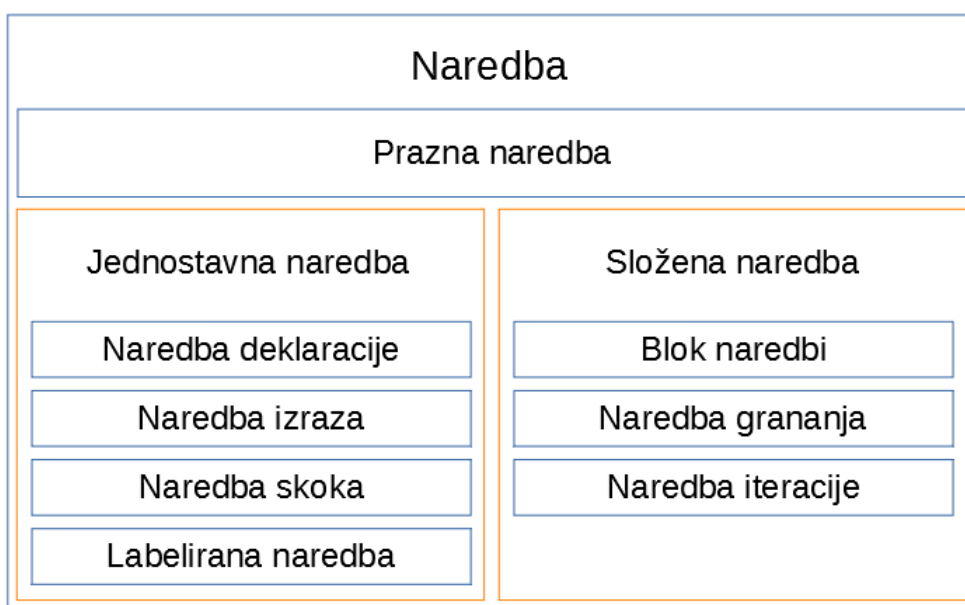 Naredba
Prazna naredba
Jednostavna naredba
Naredba deklaracije
Naredba izraza
Naredba skoka
Labelirana naredba
Složena naredba
Blok naredbi
Naredba grananja
Naredba iteracije